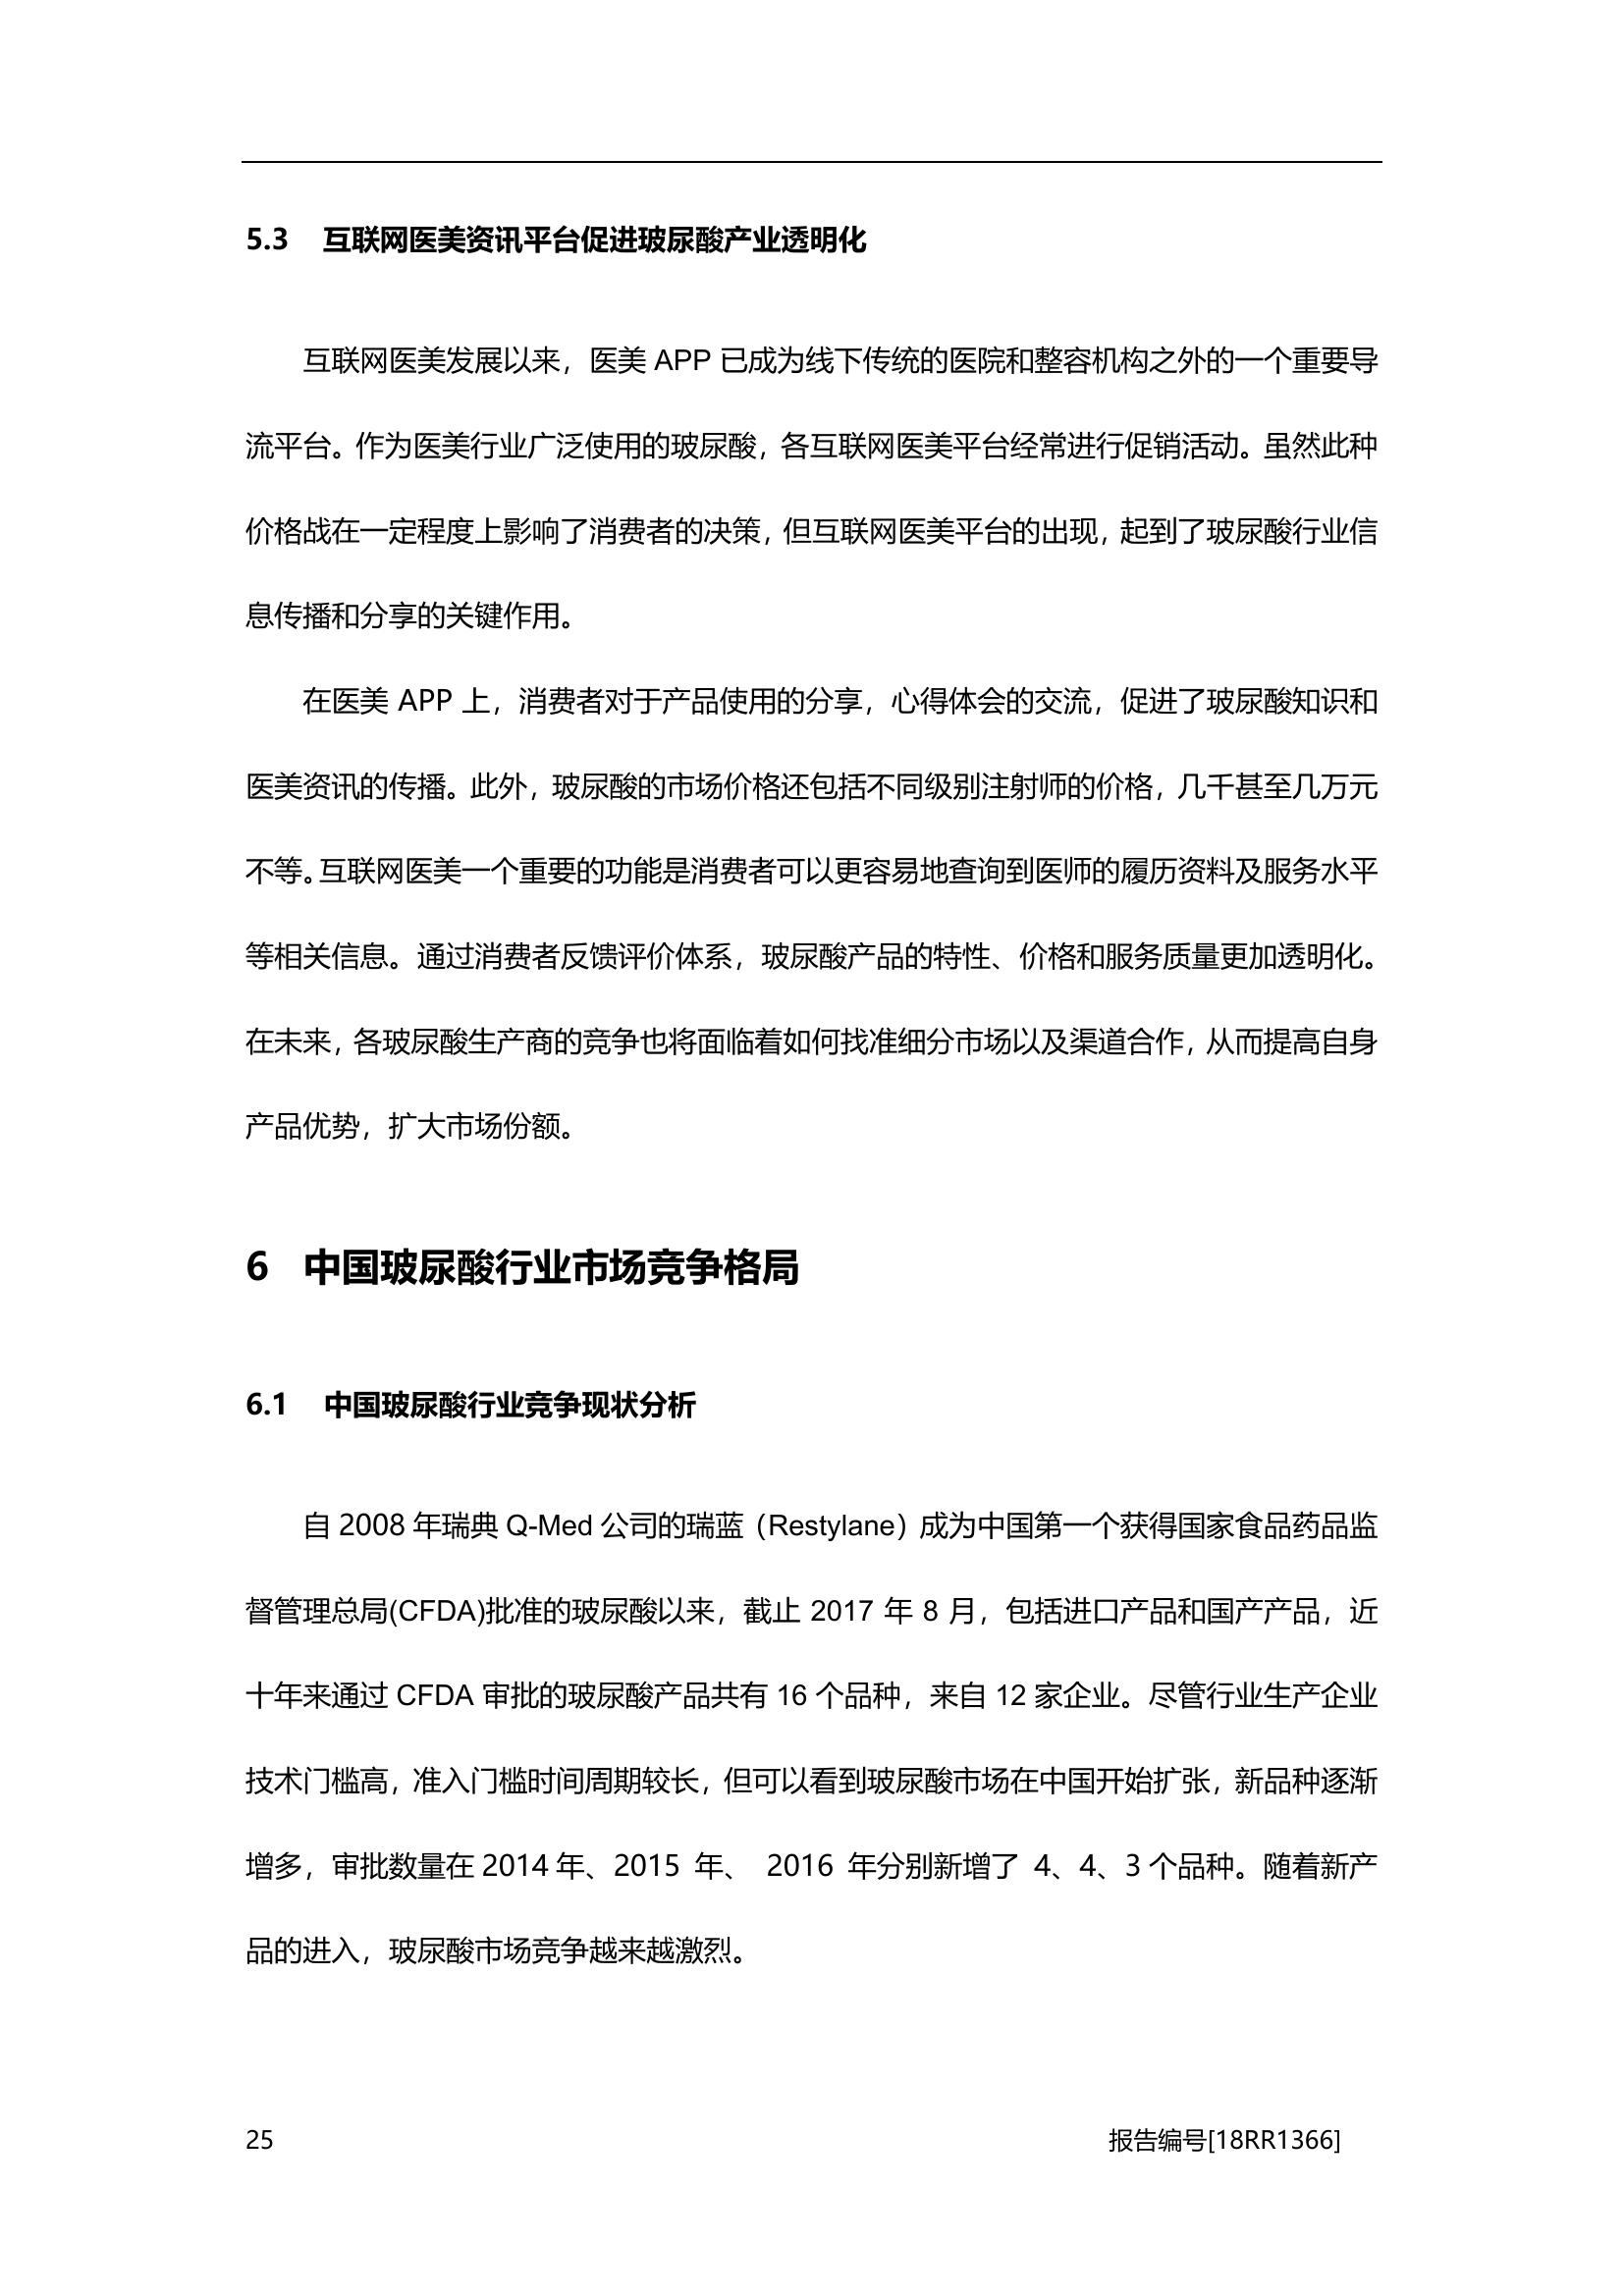 5.3 互联网医美资讯平台促进玻尿酸产业透明化
互联网医美发展以来，医美 APP 已成为线下传统的医院和整容机构之外的一个重要导
流平台。作为医美行业广泛使用的玻尿酸，各互联网医美平台经常进行促销活动。虽然此种
价格战在一定程度上影响了消费者的决策，但互联网医美平台的出现，起到了玻尿酸行业信
息传播和分享的关键作用。
在医美 APP 上，消费者对于产品使用的分享，心得体会的交流，促进了玻尿酸知识和
医美资讯的传播。此外，玻尿酸的市场价格还包括不同级别注射师的价格，几千甚至几万元
不等。互联网医美一个重要的功能是消费者可以更容易地查询到医师的履历资料及服务水平
等相关信息。通过消费者反馈评价体系，玻尿酸产品的特性、价格和服务质量更加透明化。
在未来，各玻尿酸生产商的竞争也将面临着如何找准细分市场以及渠道合作，从而提高自身
产品优势，扩大市场份额。
6 中国玻尿酸行业市场竞争格局
6.1 中国玻尿酸行业竞争现状分析
自 2008 年瑞典 Q-Med 公司的瑞蓝（Restylane）成为中国第一个获得国家食品药品监
督管理总局(CFDA)批准的玻尿酸以来，截止 2017 年 8 月，包括进口产品和国产产品，近
十年来通过 CFDA 审批的玻尿酸产品共有 16 个品种，来自 12 家企业。尽管行业生产企业
技术门槛高，准入门槛时间周期较长，但可以看到玻尿酸市场在中国开始扩张，新品种逐渐
增多，审批数量在 2014 年、2015 年、 2016 年分别新增了 4、4、3 个品种。随着新产
品的进入，玻尿酸市场竞争越来越激烈。
25 报告编号[18RR1366]